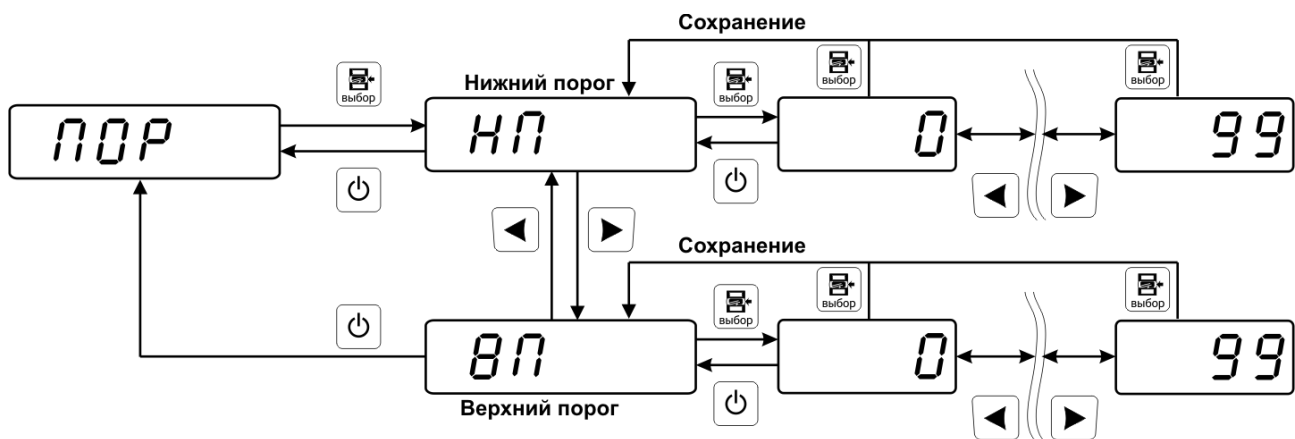 Сохранение
выбор
Нижний порог
выбор
выбор
выбор
ПОР
НП
0
99
Сохранение
выбор
выбор
выбор
ВП
0
99
Верхний порог